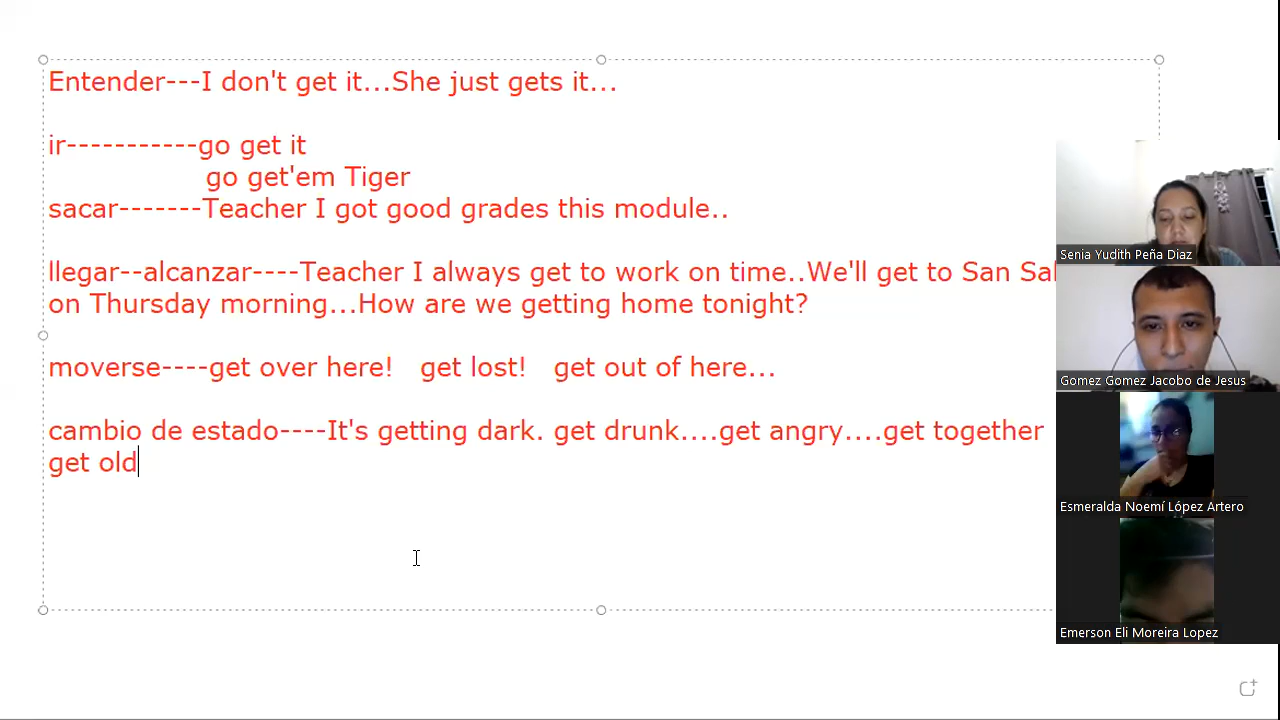 Entender---I don't get it...She just gets it...
ir-----------go get it
go get'em Tiger
sacar-------Teacher I got good grades this module..
llegar--alcanzar----Teacher I always get to work on time..We'll get to San Sal
on Thursday morning...How are we getting home tonight?
moverse----get over here! get lost! get out of here...
cambio de estado----It's getting dark. get drunk....get angry....get together
get old
Senia Yudith Peña Diaz
Gomez Gomez Jacobo de Jesus
Esmeralda Noemí López Artero
Emerson Eli Moreira Lopez